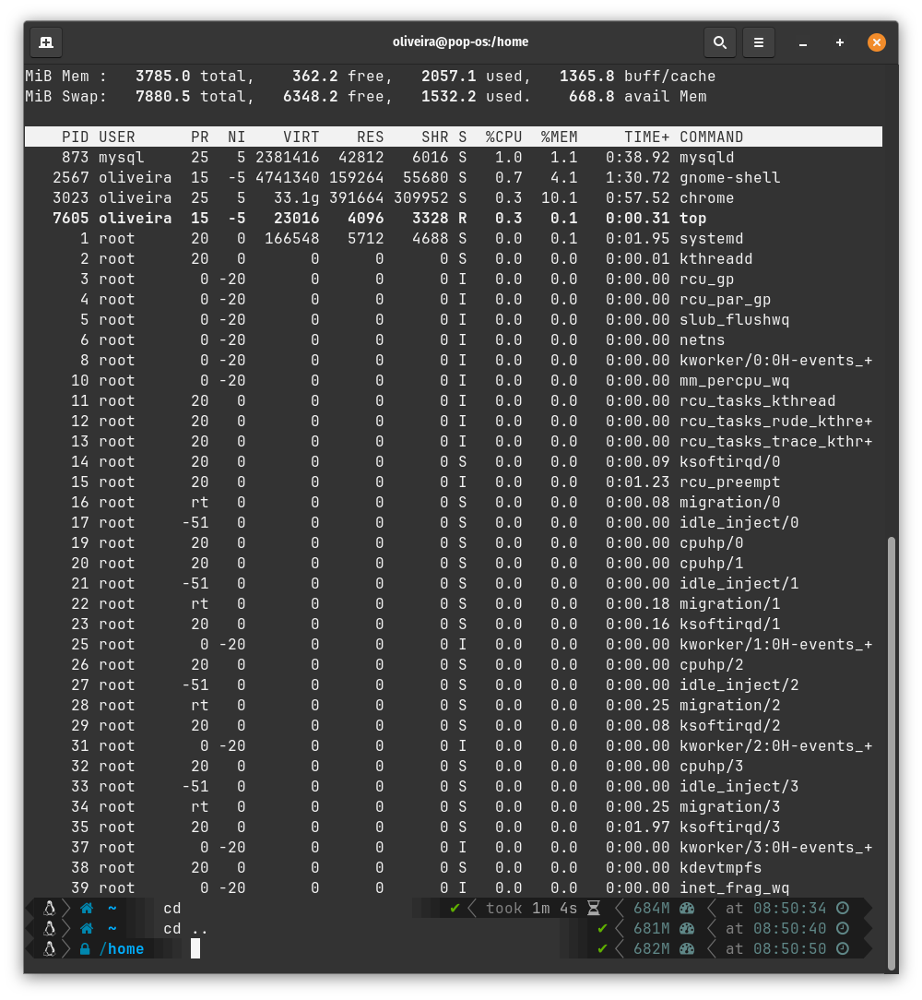 oliveira@pop-os:/home
MiB Mem :   3785.0 total,    362.2 free,   2057.1 used,   1365.8 buff/cache
MiB Swap:   7880.5 total,   6348.2 free,   1532.2 used.    668.8 avail Mem
PID USER      PR  NI    VIRT    RES    SHR S  %CPU  %MEM     TIME+ COMMAND
873 mysql     25   5 2381416  42812   6016 S   1.0   1.1   0:38.92 mysqld
2567 oliveira  15  -5 4741340 159264  55680 S   0.7   4.1   1:30.72 gnome-shell
3023 oliveira  25   5   33.1g 391664 309952 S   0.3  10.1   0:57.52 chrome
7605 oliveira  15  -5   23016   4096   3328 R   0.3   0.1   0:00.31 top
1 root      20   0  166548   5712   4688 S   0.0   0.1   0:01.95 systemd
2 root      20   0       0      0      0 S   0.0   0.0   0:00.01 kthreadd
3 root       0 -20       0      0      0 I   0.0   0.0   0:00.00 rcu_gp
4 root       0 -20       0      0      0 I   0.0   0.0   0:00.00 rcu_par_gp
5 root       0 -20       0      0      0 I   0.0   0.0   0:00.00 slub_flushwq
6 root       0 -20       0      0      0 I   0.0   0.0   0:00.00 netns
8 root       0 -20       0      0      0 I   0.0   0.0   0:00.00 kworker/0:0H-events_+
10 root       0 -20       0      0      0 I   0.0   0.0   0:00.00 mm_percpu_wq
11 root      20   0       0      0      0 I   0.0   0.0   0:00.00 rcu_tasks_kthread
12 root      20   0       0      0      0 I   0.0   0.0   0:00.00 rcu_tasks_rude_kthre+
13 root      20   0       0      0      0 I   0.0   0.0   0:00.00 rcu_tasks_trace_kthr+
14 root      20   0       0      0      0 S   0.0   0.0   0:00.09 ksoftirqd/0
15 root      20   0       0      0      0 I   0.0   0.0   0:01.23 rcu_preempt
16 root      rt   0       0      0      0 S   0.0   0.0   0:00.08 migration/0
17 root     -51   0       0      0      0 S   0.0   0.0   0:00.00 idle_inject/0
19 root      20   0       0      0      0 S   0.0   0.0   0:00.00 cpuhp/0
20 root      20   0       0      0      0 S   0.0   0.0   0:00.00 cpuhp/1
21 root     -51   0       0      0      0 S   0.0   0.0   0:00.00 idle_inject/1
22 root      rt   0       0      0      0 S   0.0   0.0   0:00.18 migration/1
23 root      20   0       0      0      0 S   0.0   0.0   0:00.16 ksoftirqd/1
25 root       0 -20       0      0      0 I   0.0   0.0   0:00.00 kworker/1:0H-events_+
26 root      20   0       0      0      0 S   0.0   0.0   0:00.00 cpuhp/2
27 root     -51   0       0      0      0 S   0.0   0.0   0:00.00 idle_inject/2
28 root      rt   0       0      0      0 S   0.0   0.0   0:00.25 migration/2
29 root      20   0       0      0      0 S   0.0   0.0   0:00.08 ksoftirqd/2
31 root       0 -20       0      0      0 I   0.0   0.0   0:00.00 kworker/2:0H-events_+
32 root      20   0       0      0      0 S   0.0   0.0   0:00.00 cpuhp/3
33 root     -51   0       0      0      0 S   0.0   0.0   0:00.00 idle_inject/3
34 root      rt   0       0      0      0 S   0.0   0.0   0:00.25 migration/3
35 root      20   0       0      0      0 S   0.0   0.0   0:01.97 ksoftirqd/3
37 root       0 -20       0      0      0 I   0.0   0.0   0:00.00 kworker/3:0H-events_+
38 root      20   0       0      0      0 S   0.0   0.0   0:00.00 kdevtmpfs
39 root       0 -20       0      0      0 I   0.0   0.0   0:00.00 inet_frag_wq
~ cd ✔ took 1m 4s 684M at 08:50:34
~ cd .. ✔ 681M at 08:50:40
/home ✔ 682M at 08:50:50